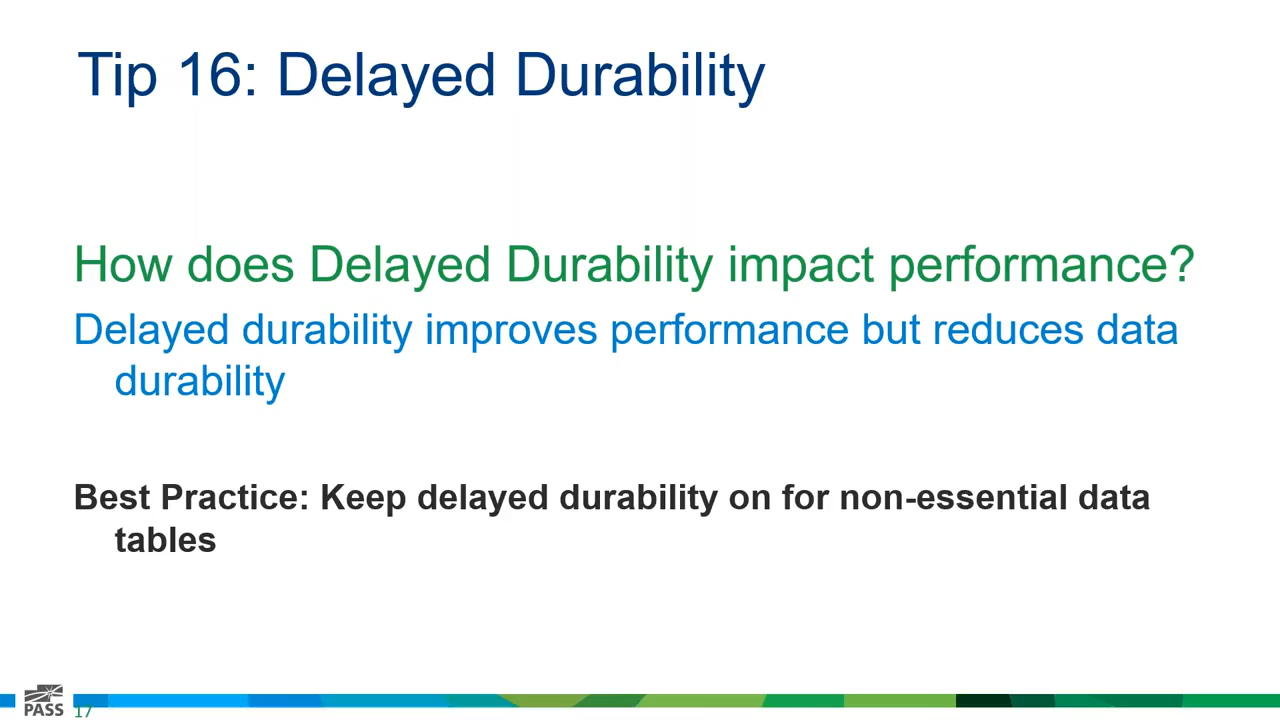 Tip 16: Delayed Durability
How does Delayed Durability impact performance?
Delayed durability improves performance but reduces data
durability
Best Practice: Keep delayed durability on for non-essential data
tables
PASS
17